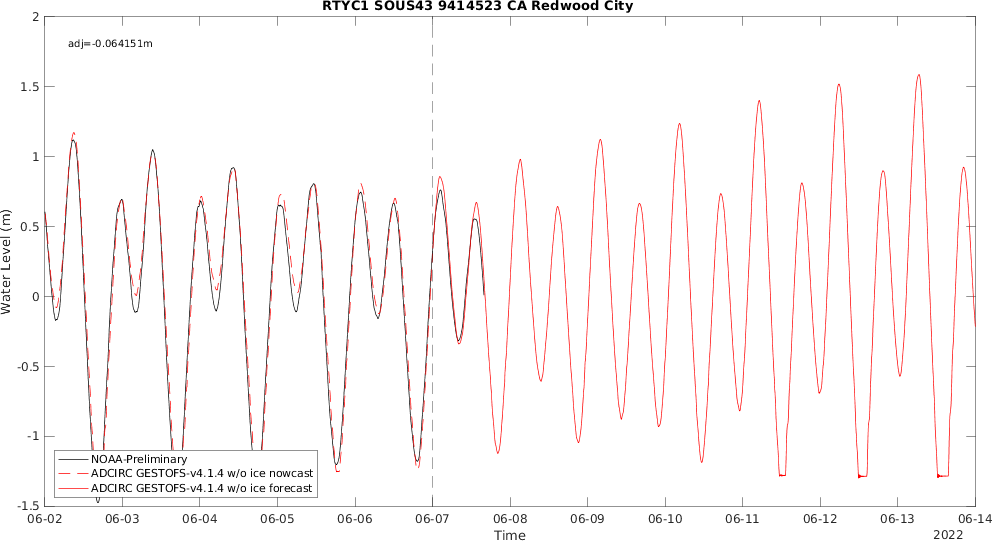 RTYC1 SOUS43 9414523 CA Redwood City
adj=-0.064151m
2
1.5
1
0.5
0
-0.5
-1
-1.5
Water Level (m)
NOAA-Preliminary
ADCIRC GESTOFS-v4.1.4 w/o ice nowcast
ADCIRC GESTOFS-v4.1.4 w/o ice forecast
06-02 06-03 06-04 06-05 06-06 06-07 06-08 06-09 06-10 06-11 06-12 06-13 06-14
Time
2022